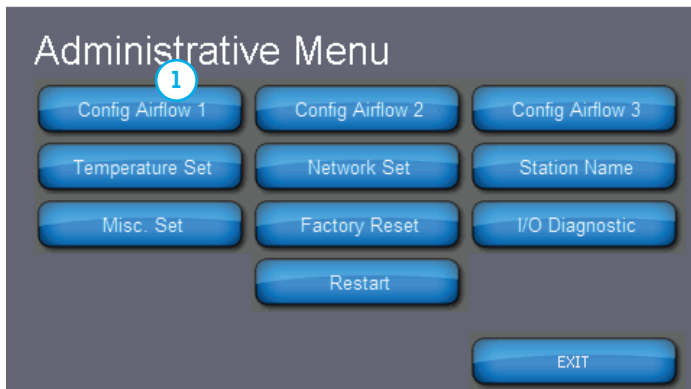 Administrative Menu
1
Config Airflow 1 Config Airflow 2 Config Airflow 3
Temperature Set Network Set Station Name
Misc. Set Factory Reset I/O Diagnostic
Restart
EXIT